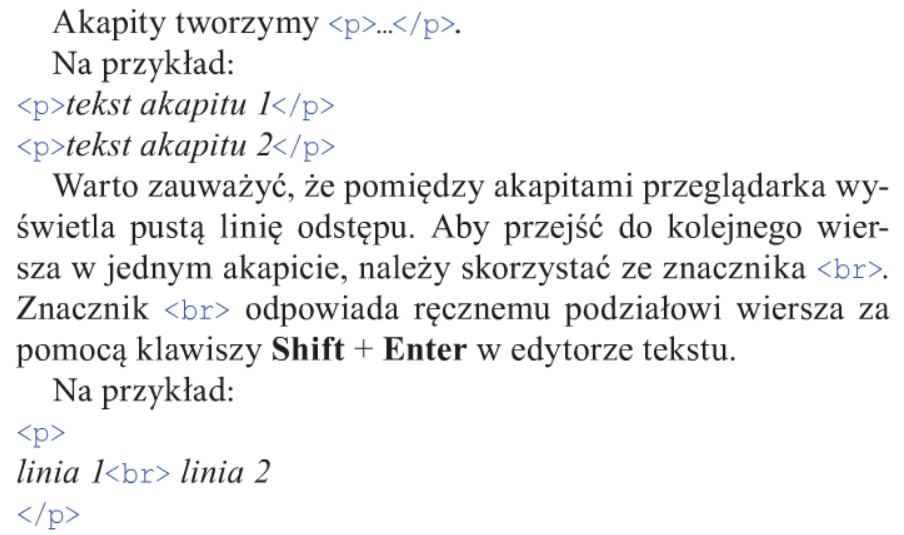 Akapity tworzymy <p>...</p>.
Na przykład:
<p>tekst akapitu 1</p>
<p>tekst akapitu 2</p>
Warto zauważyć, że pomiędzy akapitami przeglądarka wy-
świetla pustą linię odstępu. Aby przejść do kolejnego wier-
sza w jednym akapicie, należy skorzystać ze znacznika <br>.
Znacznik <br> odpowiada ręcznemu podziałowi wiersza za
pomocą klawiszy Shift + Enter w edytorze tekstu.
Na przykład:
<p>
linia 1<br> linia 2
</p>